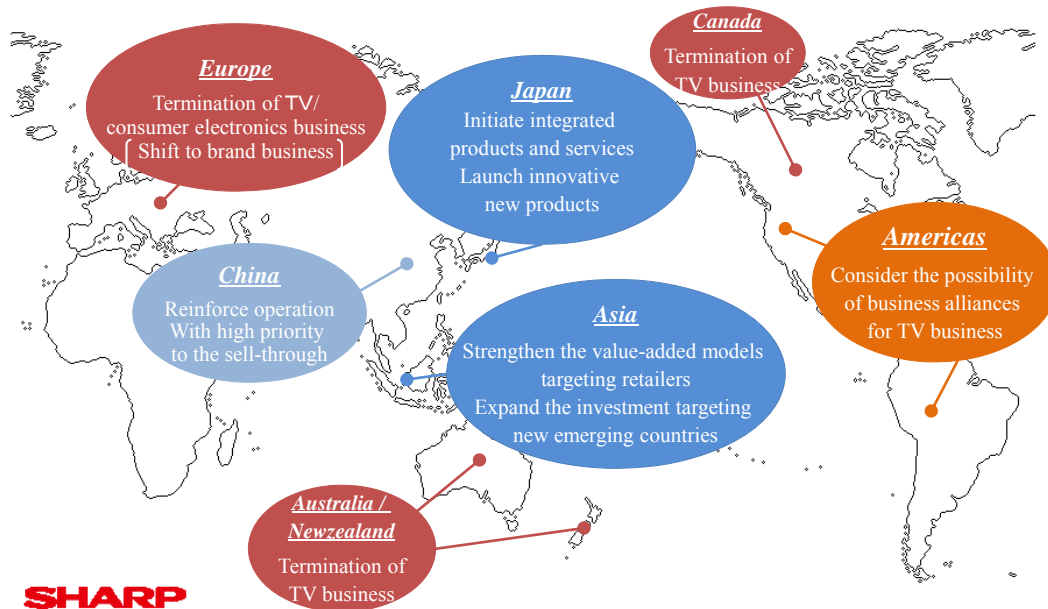 Europe
Termination of TV/
consumer electronics business
Shift to brand business
Japan
Initiate integrated
products and services
Launch innovative
new products
Canada
Termination of
TV business
China
Reinforce operation
With high priority
to the sell-through
Asia
Strengthen the value-added models
targeting retailers
Expand the investment targeting
new emerging countries
Americas
Consider the possibility
of business alliances
for TV business
Australia /
Newzealand
Termination of
TV business
SHARP